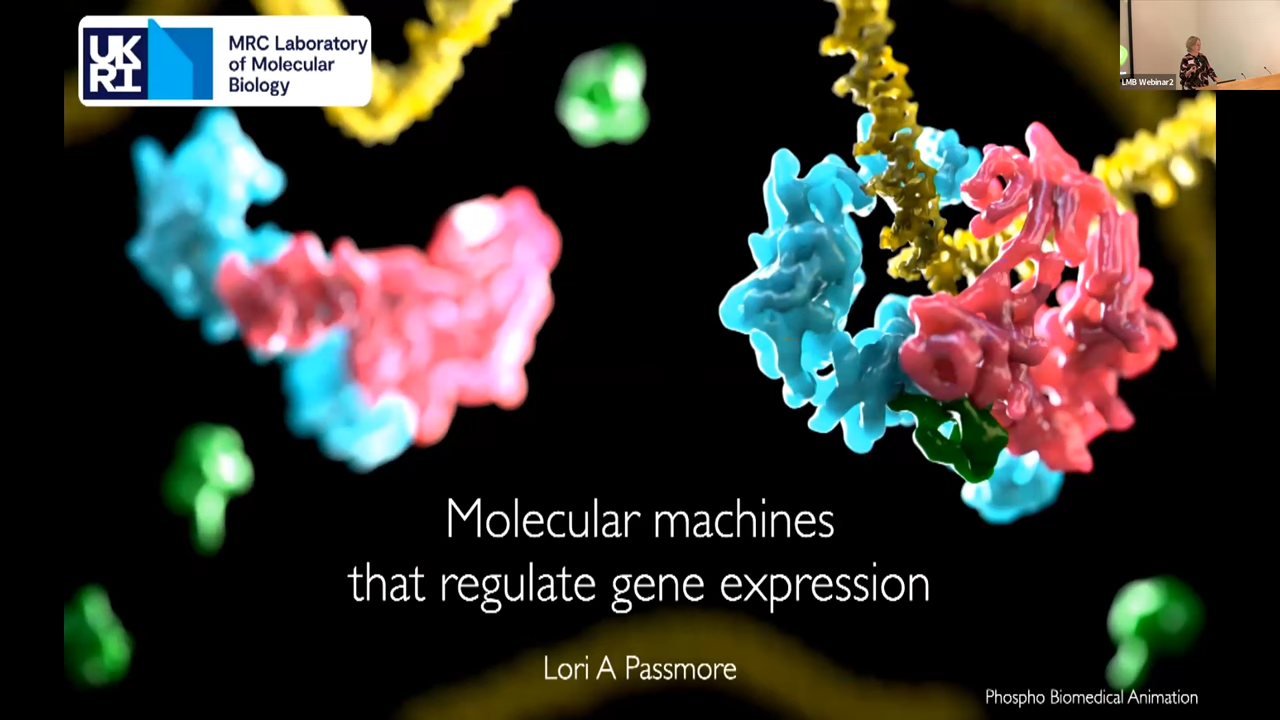 UK
RI
MRC Laboratory
of Molecular
Biology
LMB Webinar2
Molecular machines
that regulate gene expression
Lori A Passmore
Phospho Biomedical Animation